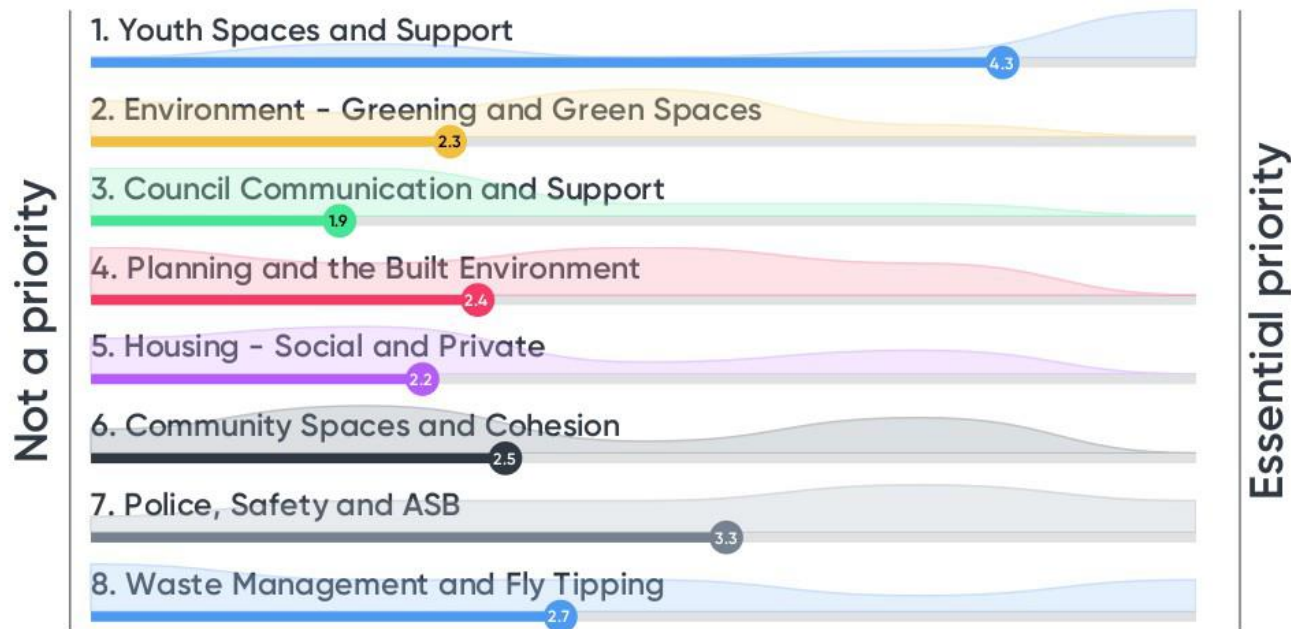 Not a priority
1. Youth Spaces and Support
4.3
2. Environment - Greening and Green Spaces
2.3
3. Council Communication and Support
1.9
4. Planning and the Built Environment
2.4
5. Housing - Social and Private
2.2
6. Community Spaces and Cohesion
2.5
7. Police, Safety and ASB
3.3
8. Waste Management and Fly Tipping
2.7
Essential priority